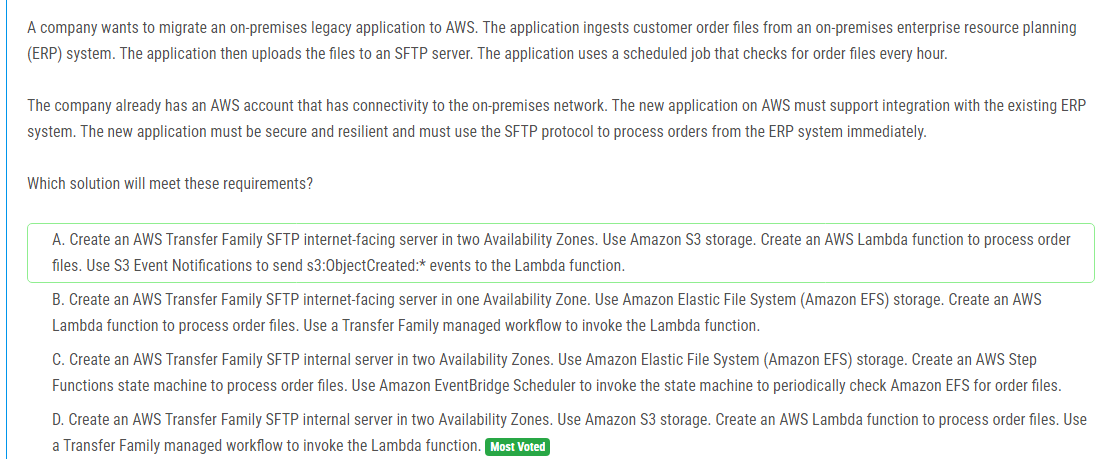 A company wants to migrate an on-premises legacy application to AWS. The application ingests customer order files from an on-premises enterprise resource planning
(ERP) system. The application then uploads the files to an SFTP server. The application uses a scheduled job that checks for order files every hour.
The company already has an AWS account that has connectivity to the on-premises network. The new application on AWS must support integration with the existing ERP
system. The new application must be secure and resilient and must use the SFTP protocol to process orders from the ERP system immediately.
Which solution will meet these requirements?
A. Create an AWS Transfer Family SFTP internet-facing server in two Availability Zones. Use Amazon S3 storage. Create an AWS Lambda function to process order
files. Use S3 Event Notifications to send s3:ObjectCreated:* events to the Lambda function.
B. Create an AWS Transfer Family SFTP internet-facing server in one Availability Zone. Use Amazon Elastic File System (Amazon EFS) storage. Create an AWS
Lambda function to process order files. Use a Transfer Family managed workflow to invoke the Lambda function.
C. Create an AWS Transfer Family SFTP internal server in two Availability Zones. Use Amazon Elastic File System (Amazon EFS) storage. Create an AWS Step
Functions state machine to process order files. Use Amazon EventBridge Scheduler to invoke the state machine to periodically check Amazon EFS for order files.
D. Create an AWS Transfer Family SFTP internal server in two Availability Zones. Use Amazon S3 storage. Create an AWS Lambda function to process order files. Use
a Transfer Family managed workflow to invoke the Lambda function. Most Voted